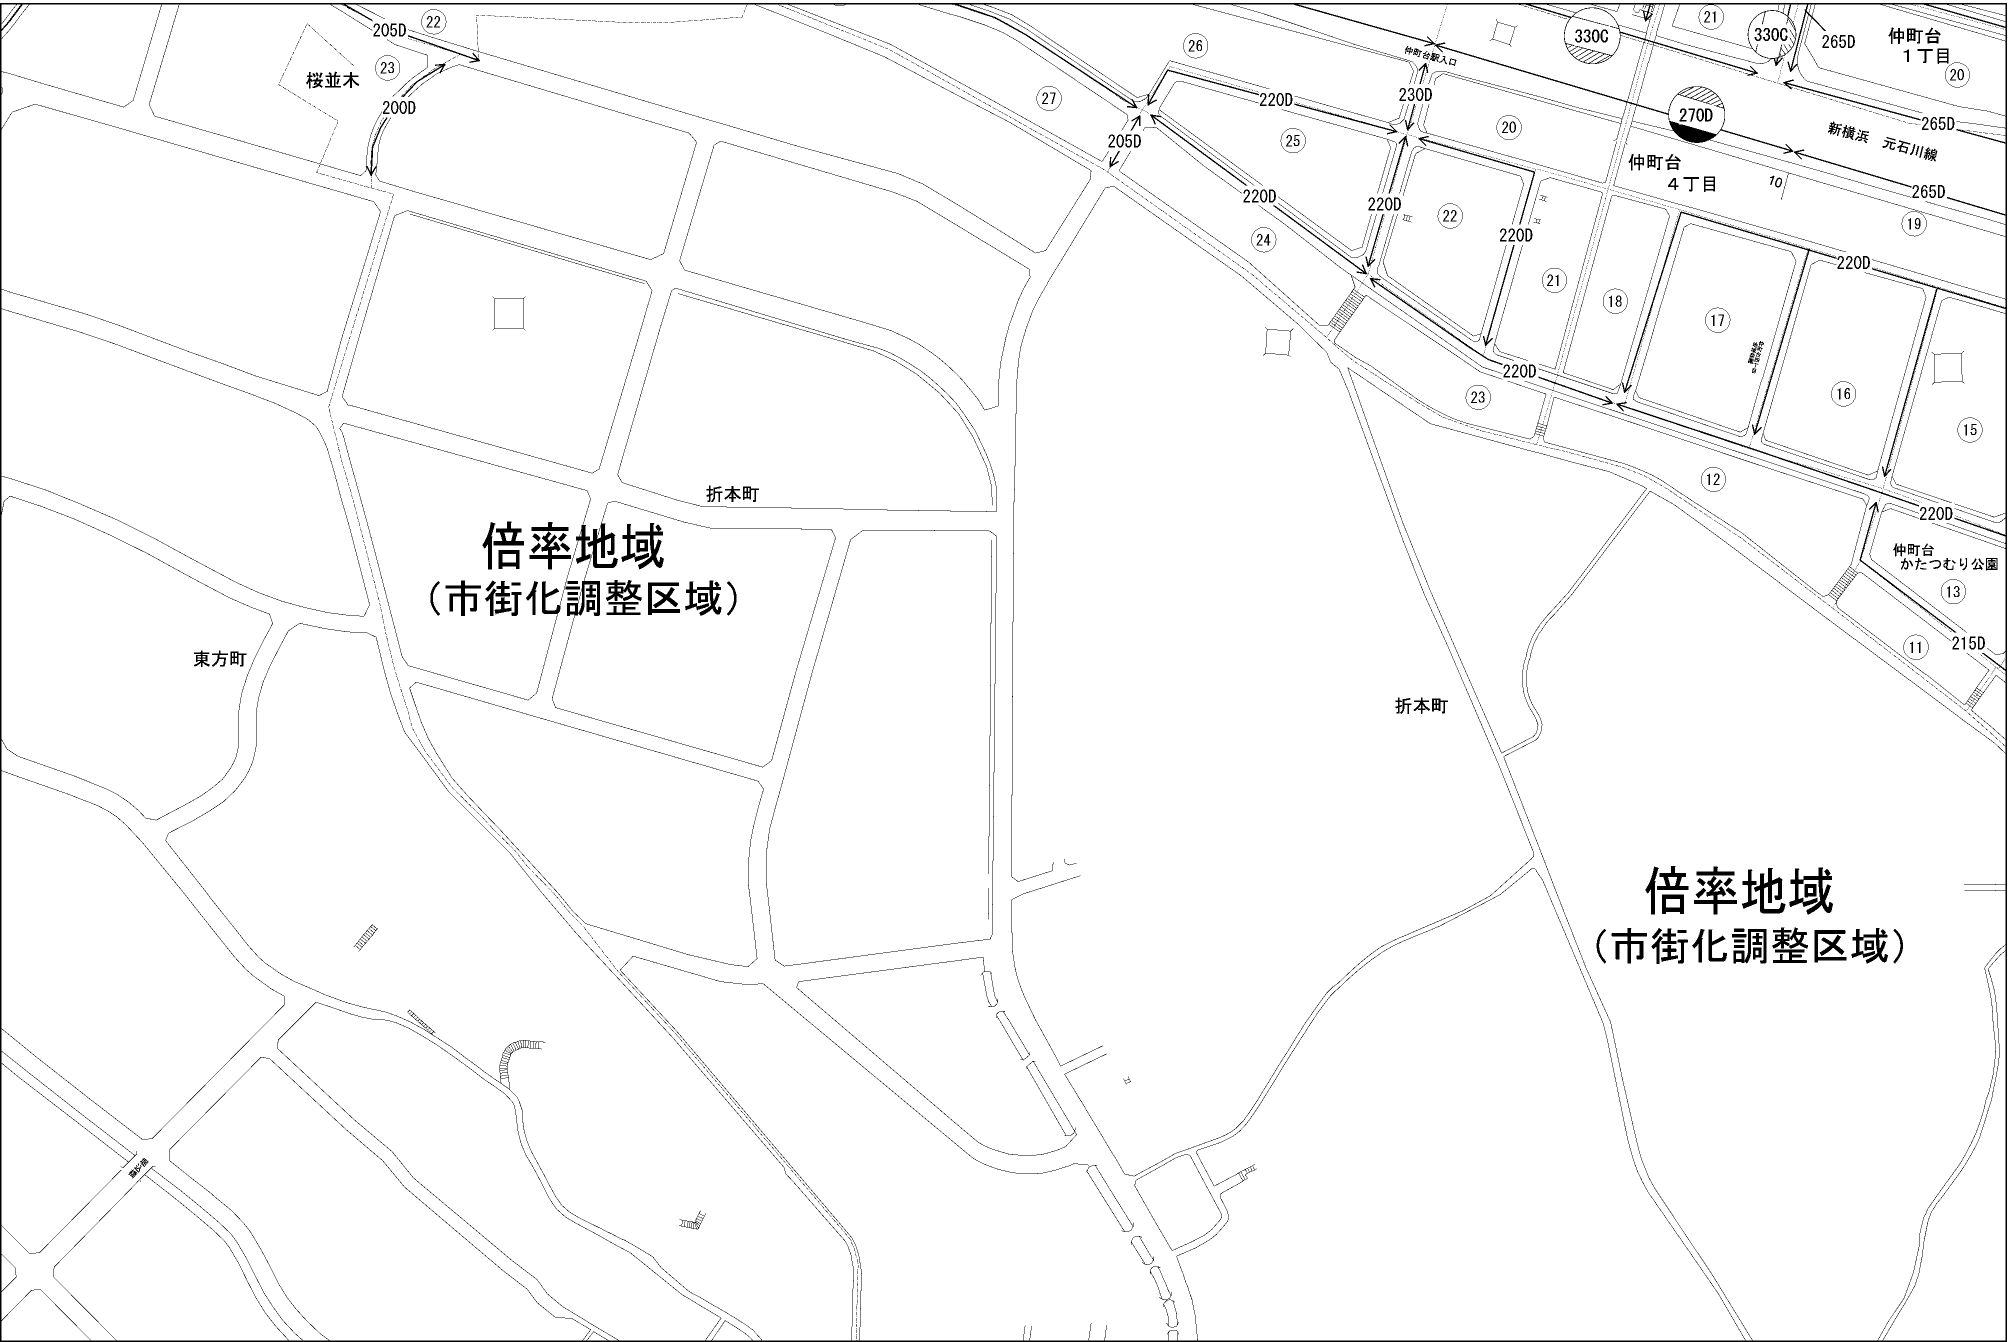 205D
22
23
桜並木
200D
26
27
205D
220D
25
仲町台駅入口
230D
20
330C
21
330C
265D
仲町台
1丁目
20
270D
265D
新横浜 元石川線
仲町台
4丁目
10
265D
19
220D
24
220D
22
220D
21
18
17
220D
16
15
220D
23
12
220D
仲町台
かたつむり公園
13
215D
11
折本町
倍率地域
(市街化調整区域)
東方町
折本町
倍率地域
(市街化調整区域)